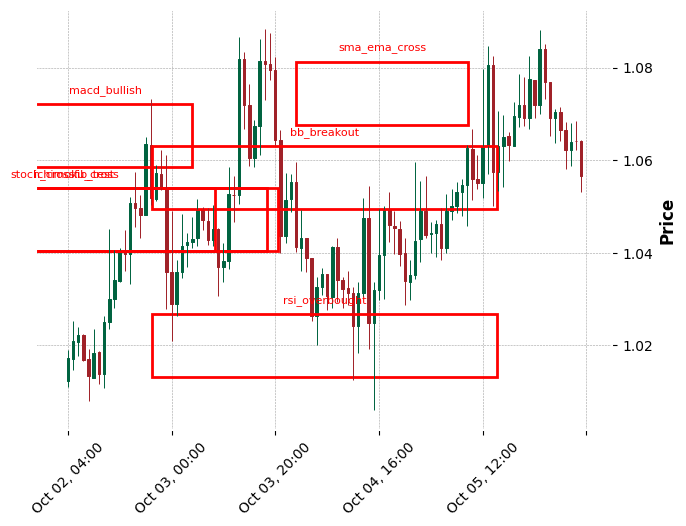 sma_ema_cross
macd_bullish
bb_breakout
rsi_overbought
1.08
1.06
1.04
1.02
Price
Oct 02, 04:00
Oct 03, 00:00
Oct 03, 20:00
Oct 04, 16:00
Oct 05, 12:00